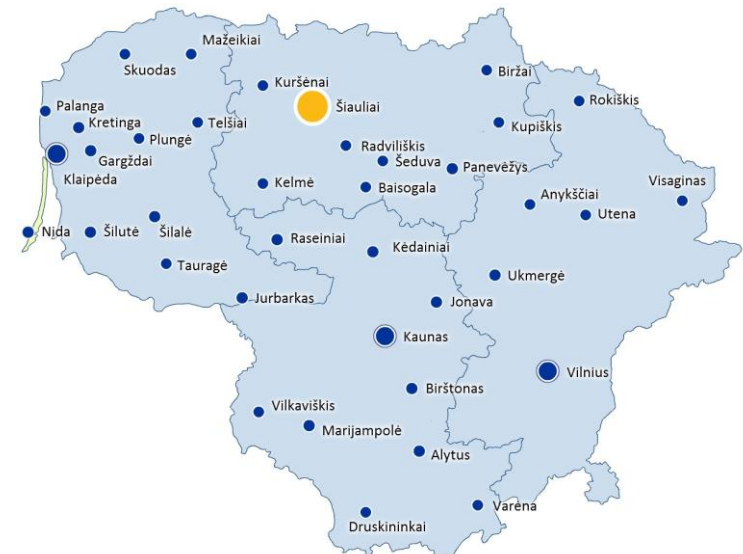 Mažeikiai
Skuodas
Biržai
Kuršėnai
Rokiškis
Šiauliai
Palanga
Kretinga
Telšiai
Kupiškis
Plungė
Radviliškis
Gargždai
Šeduva
Panevėžys
Klaipėda
Kelmė
Baisogala
Visaginas
Anykščiai
Utena
Nida
Šilutė
Šilalė
Raseiniai
Kėdainiai
Tauragė
Ukmergė
Jurbarkas
Jonava
Kaunas
Vilnius
Birštonas
Vilkaviškis
Marijampolė
Alytus
Varėna
Druskininkai